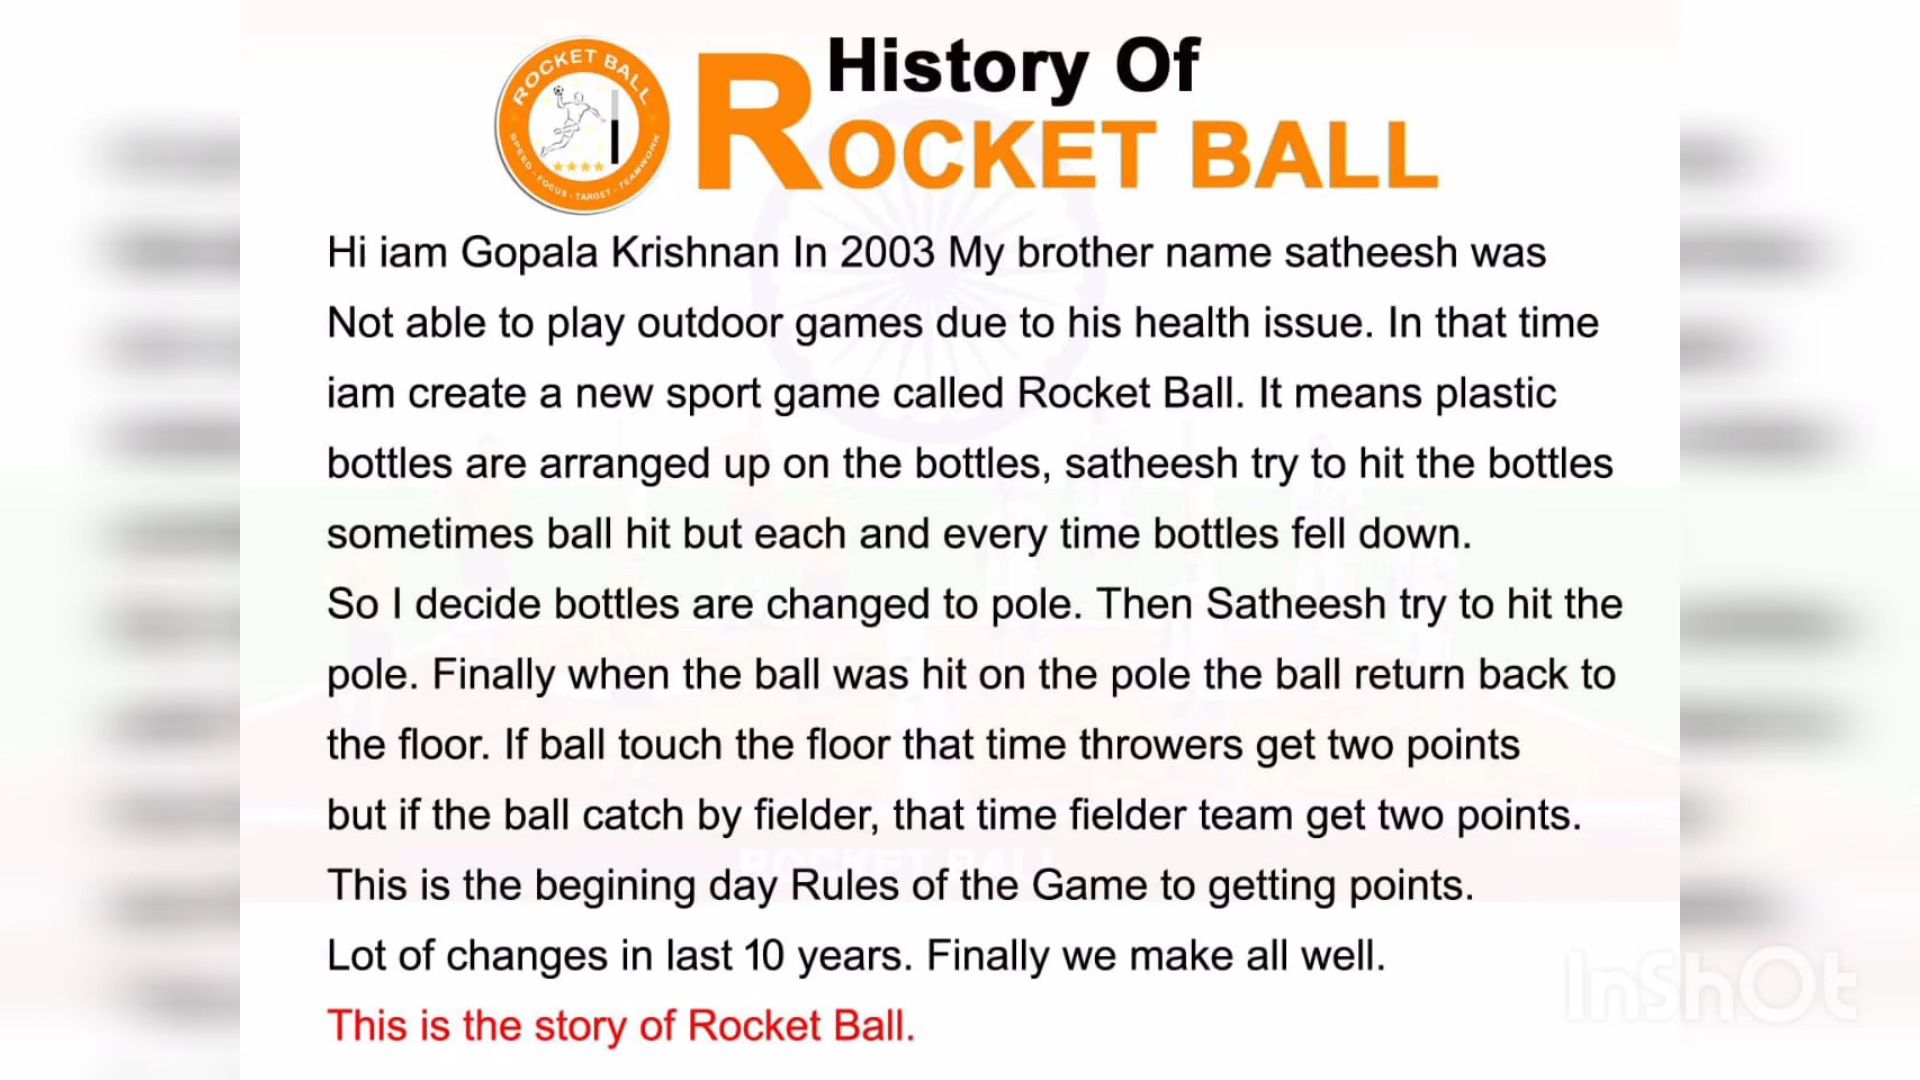 ROCKET BALL
SPEED - FOCUS - TARGET - TEAMWORK
History Of
ROCKET BALL
Hi iam Gopala Krishnan In 2003 My brother name satheesh was
Not able to play outdoor games due to his health issue. In that time
iam create a new sport game called Rocket Ball. It means plastic
bottles are arranged up on the bottles, satheesh try to hit the bottles
sometimes ball hit but each and every time bottles fell down.
So I decide bottles are changed to pole. Then Satheesh try to hit the
pole. Finally when the ball was hit on the pole the ball return back to
the floor. If ball touch the floor that time throwers get two points
but if the ball catch by fielder, that time fielder team get two points.
ROCKET BALL
This is the begining day Rules of the Game to getting points.
Lot of changes in last 10 years. Finally we make all well.
This is the story of Rocket Ball.
InShOt